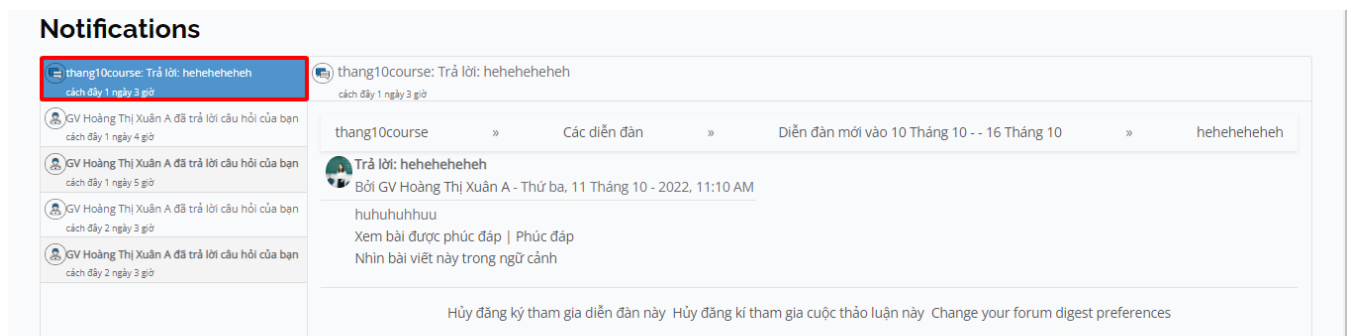 Notifications
thang10course: Trả lời: heheheheheh
cách đây 1 ngày 3 giờ
GV Hoàng Thị Xuân A đã trả lời câu hỏi của bạn
cách đây 1 ngày 4 giờ
GV Hoàng Thị Xuân A đã trả lời câu hỏi của bạn
cách đây 1 ngày 5 giờ
GV Hoàng Thị Xuân A đã trả lời câu hỏi của bạn
cách đây 2 ngày 3 giờ
GV Hoàng Thị Xuân A đã trả lời câu hỏi của bạn
cách đây 2 ngày 3 giờ
thang10course: Trả lời: heheheheheh
cách đây 1 ngày 3 giờ
thang10course » Các diễn đàn » Diễn đàn mới vào 10 Tháng 10 - - 16 Tháng 10 » heheheheheh
Trả lời: heheheheheh
Bởi GV Hoàng Thị Xuân A - Thứ ba, 11 Tháng 10 - 2022, 11:10 AM
huhuhuhhuu
Xem bài được phúc đáp | Phúc đáp
Nhìn bài viết này trong ngữ cảnh
Hủy đăng ký tham gia diễn đàn này Hủy đăng kí tham gia cuộc thảo luận này Change your forum digest preferences